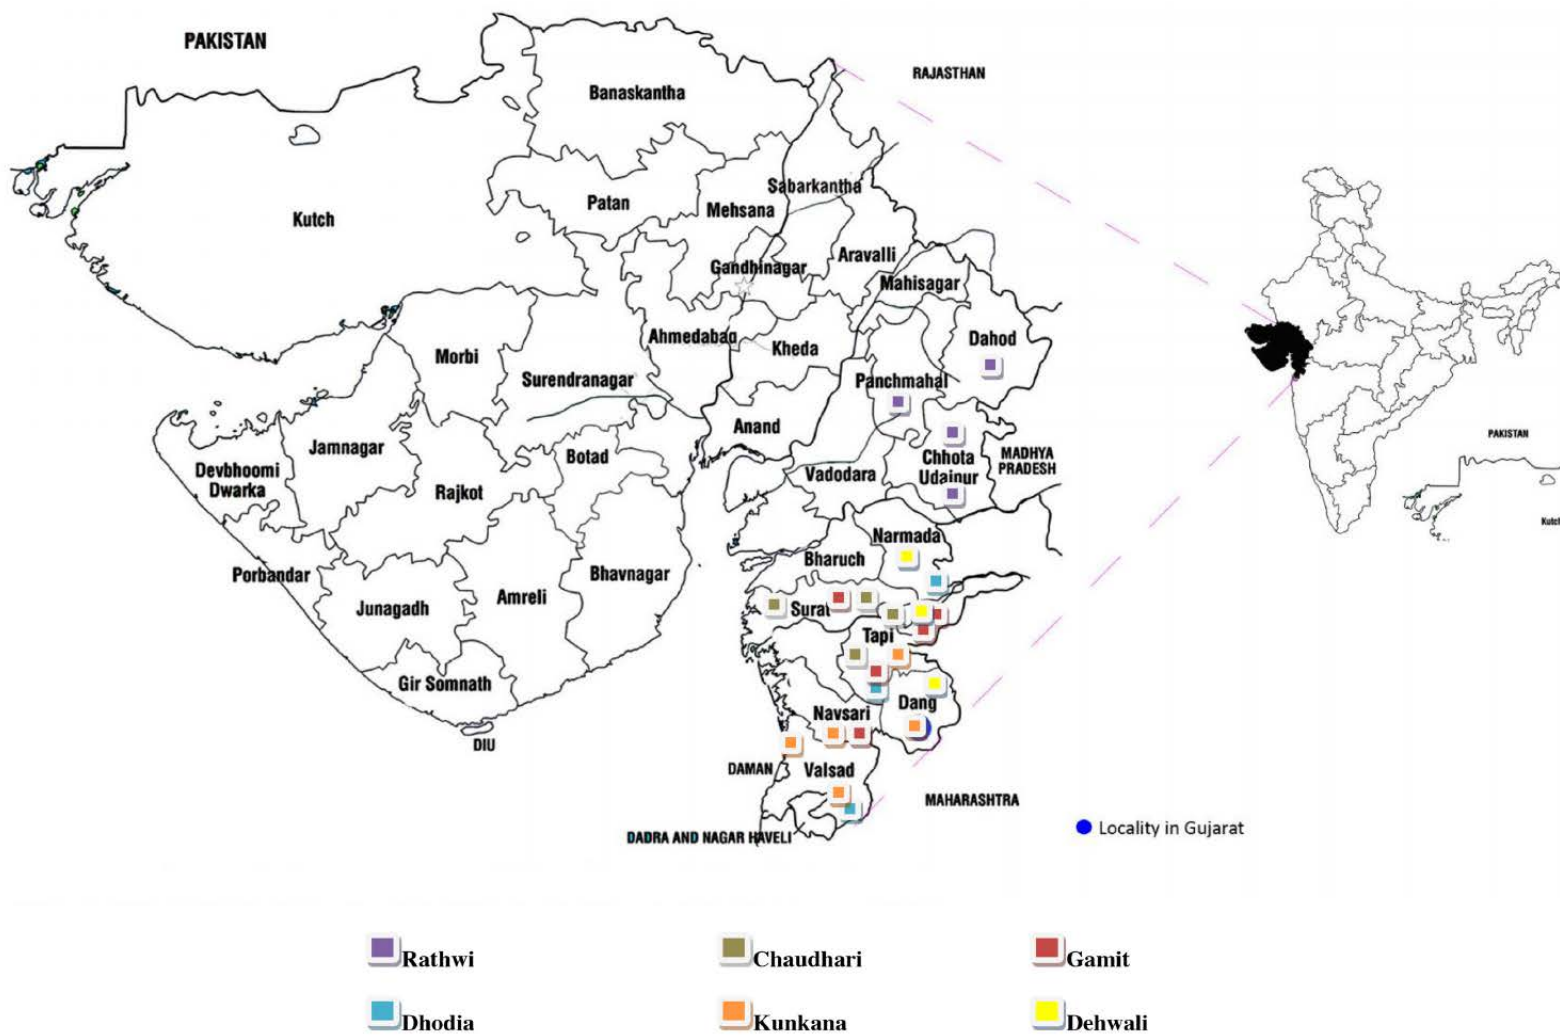 PAKISTAN
RAJASTHAN
Banaskantha
Sabarkantha
Patan
Mehsana
Kutch
Aravalli
Gandhinagar
Mahisagar
Ahmedabad
Dahod
Kheda
Morbi
Surendranagar
Panchmahal
Anand
PAKISTAN
Jamnagar
Botad
Chhota
Udaipur
MADHYA
PRADESH
Devbhoomi
Dwarka
Vadodara
Rajkot
Kutch
Narmada
Bharuch
Porbandar
Bhavnagar
Amreli
Junagadh
Surat
Tapi
Gir Somnath
Dang
Navsari
DIU
DAMAN
Valsad
MAHARASHTRA
Locality in Gujarat
DADRA AND NAGAR HAVELI
Rathwi
Chaudhari
Gamit
Dhodia
Kunkana
Dehwali